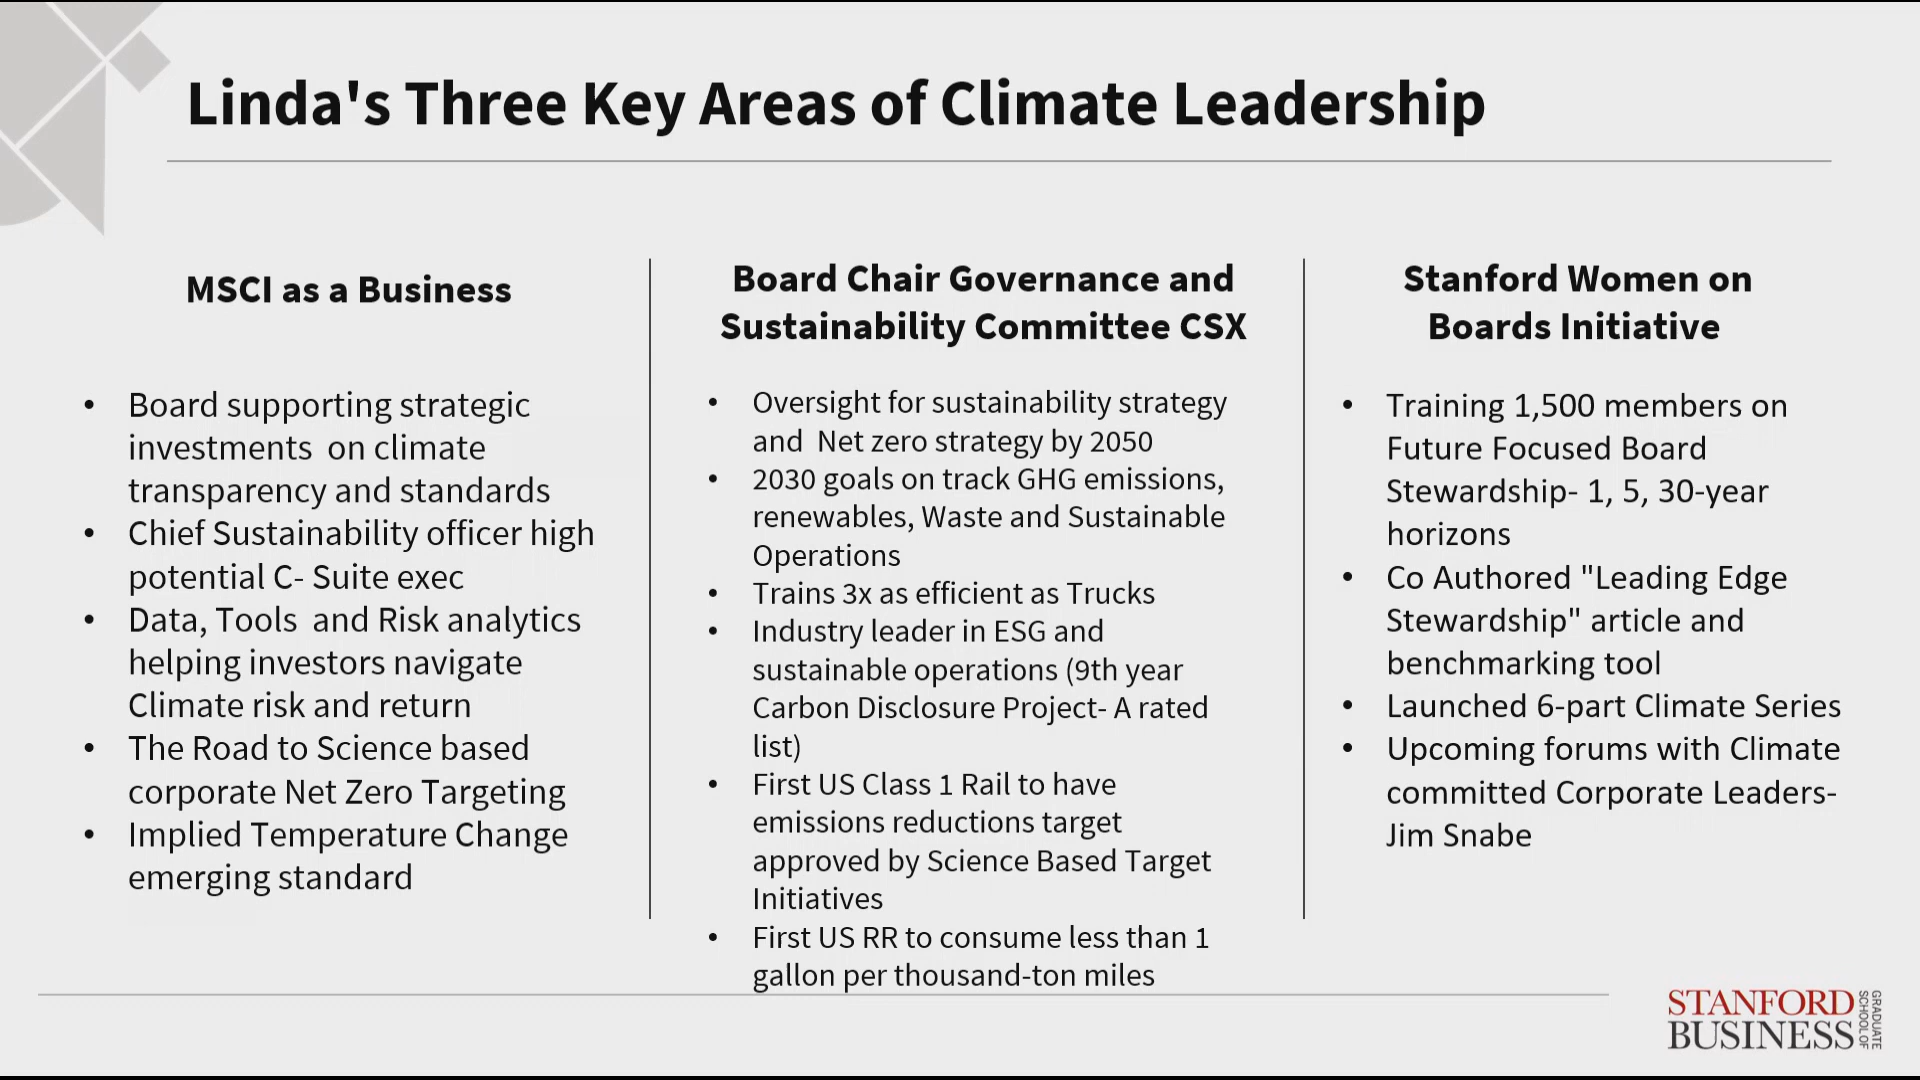 Linda's Three Key Areas of Climate Leadership
MSCI as a Business
• Board supporting strategic
investments  on climate
transparency and standards
• Chief Sustainability officer high
potential C- Suite exec
• Data, Tools  and Risk analytics
helping investors navigate
Climate risk and return
• The Road to Science based
corporate Net Zero Targeting
• Implied Temperature Change
emerging standard
Board Chair Governance and
Sustainability Committee CSX
• Oversight for sustainability strategy
and  Net zero strategy by 2050
• 2030 goals on track GHG emissions,
renewables, Waste and Sustainable
Operations
• Trains 3x as efficient as Trucks
• Industry leader in ESG and
sustainable operations (9th year
Carbon Disclosure Project- A rated
list)
• First US Class 1 Rail to have
emissions reductions target
approved by Science Based Target
Initiatives
• First US RR to consume less than 1
gallon per thousand-ton miles
Stanford Women on
Boards Initiative
• Training 1,500 members on
Future Focused Board
Stewardship- 1, 5, 30-year
horizons
• Co Authored "Leading Edge
Stewardship" article and
benchmarking tool
• Launched 6-part Climate Series
• Upcoming forums with Climate
committed Corporate Leaders-
Jim Snabe
STANFORD
BUSINESS
GRADUATE
SCHOOL OF